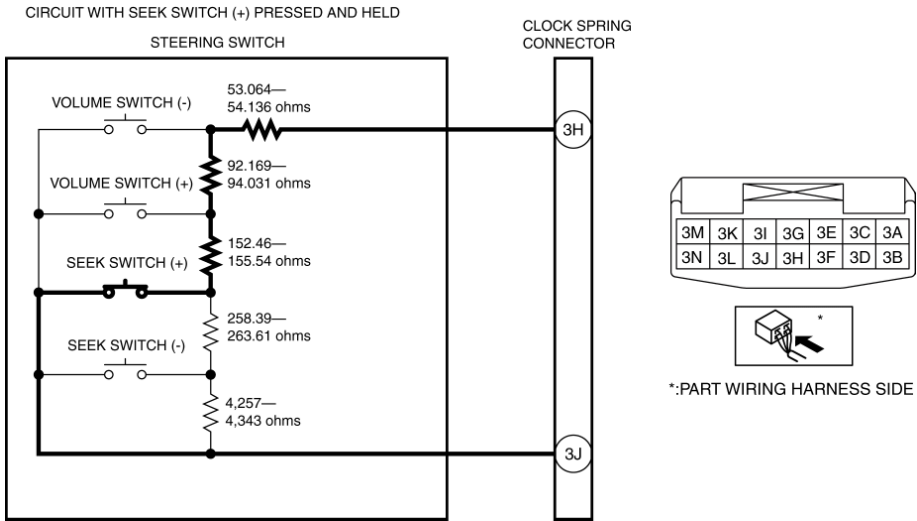 CIRCUIT WITH SEEK SWITCH (+) PRESSED AND HELD
STEERING SWITCH
CLOCK SPRING
CONNECTOR
VOLUME SWITCH (-)
53.064—
54.136 ohms
3H
92.169—
94.031 ohms
VOLUME SWITCH (+)
152.46—
155.54 ohms
SEEK SWITCH (+)
258.39—
263.61 ohms
SEEK SWITCH (-)
4,257—
4,343 ohms
3J
3M 3K 3I 3G 3E 3C 3A
3N 3L 3J 3H 3F 3D 3B
*
*:PART WIRING HARNESS SIDE